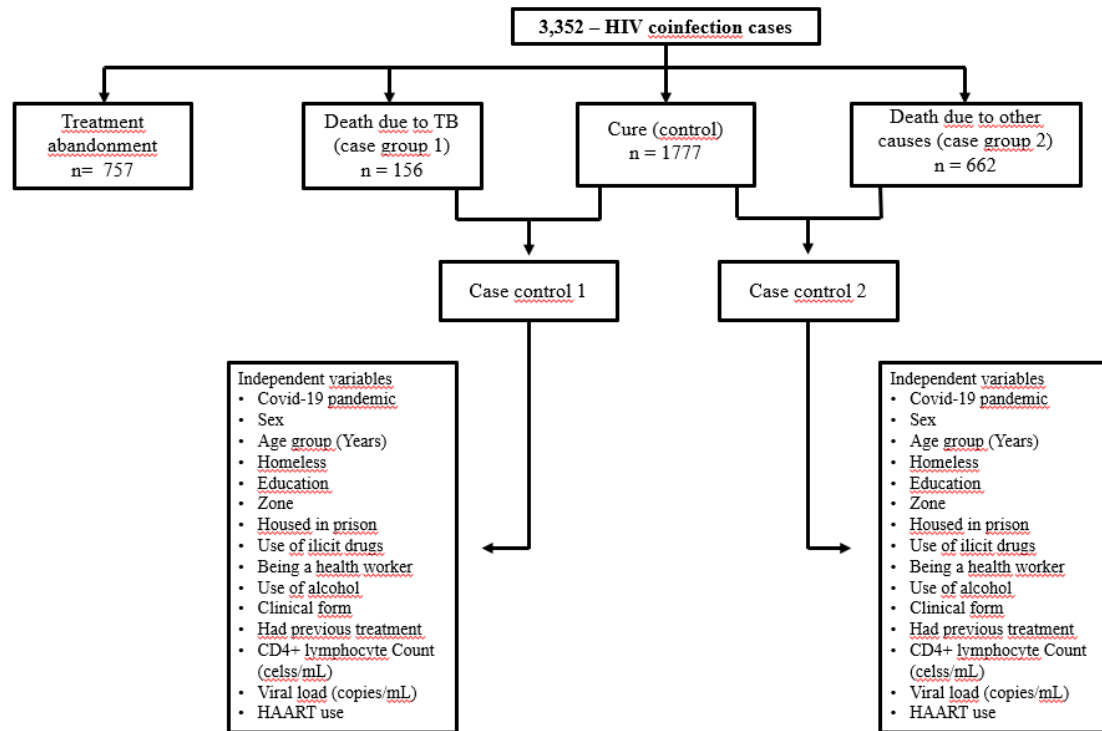 3,352 – HIV coinfection cases
Treatment
abandonment
n=  757
Death due to TB
(case group 1)
n = 156
Cure (control)
n = 1777
Death due to other
causes (case group 2)
n = 662
Case control 1
Case control 2
Independent variables
• Covid-19 pandemic
• Sex
• Age group (Years)
• Homeless
• Education
• Zone
• Housed in prison
• Use of ilicit drugs
• Being a health worker
• Use of alcohol
• Clinical form
• Had previous treatment
• CD4+ lymphocyte Count
(celss/mL)
• Viral load (copies/mL)
• HAART use
Independent variables
• Covid-19 pandemic
• Sex
• Age group (Years)
• Homeless
• Education
• Zone
• Housed in prison
• Use of ilicit drugs
• Being a health worker
• Use of alcohol
• Clinical form
• Had previous treatment
• CD4+ lymphocyte Count
(celss/mL)
• Viral load (copies/mL)
• HAART use